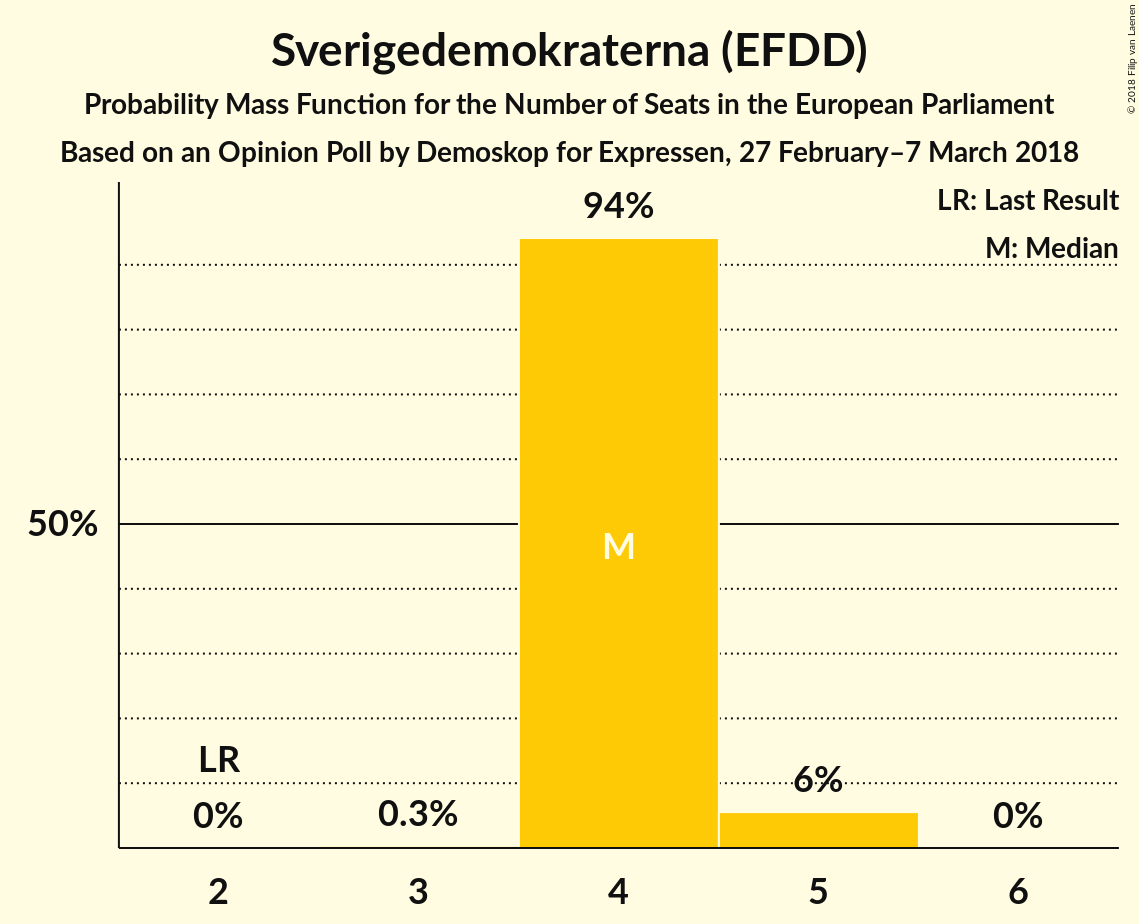 Sverigedemokraterna (EFDD)
Probability Mass Function for the Number of Seats in the European Parliament
Based on an Opinion Poll by Demoskop for Expressen, 27 February–7 March 2018
© 2018 Filip van Laenen
LR: Last Result
M: Median
94%
50%
M
LR
0%
0.3%
6%
0%
2
3
4
5
6